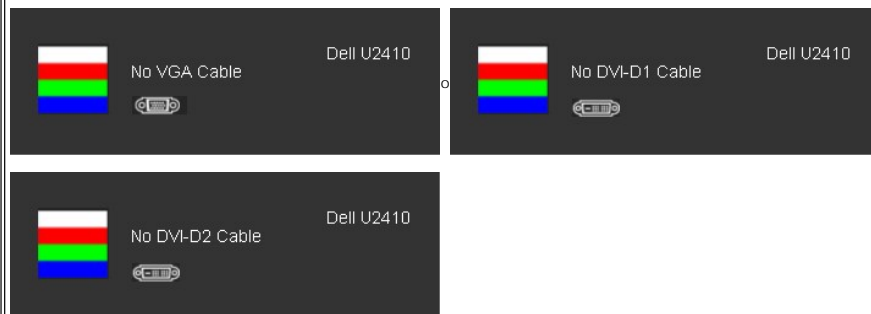 Dell U2410
No VGA Cable
o
Dell U2410
No DVI-D1 Cable
Dell U2410
No DVI-D2 Cable